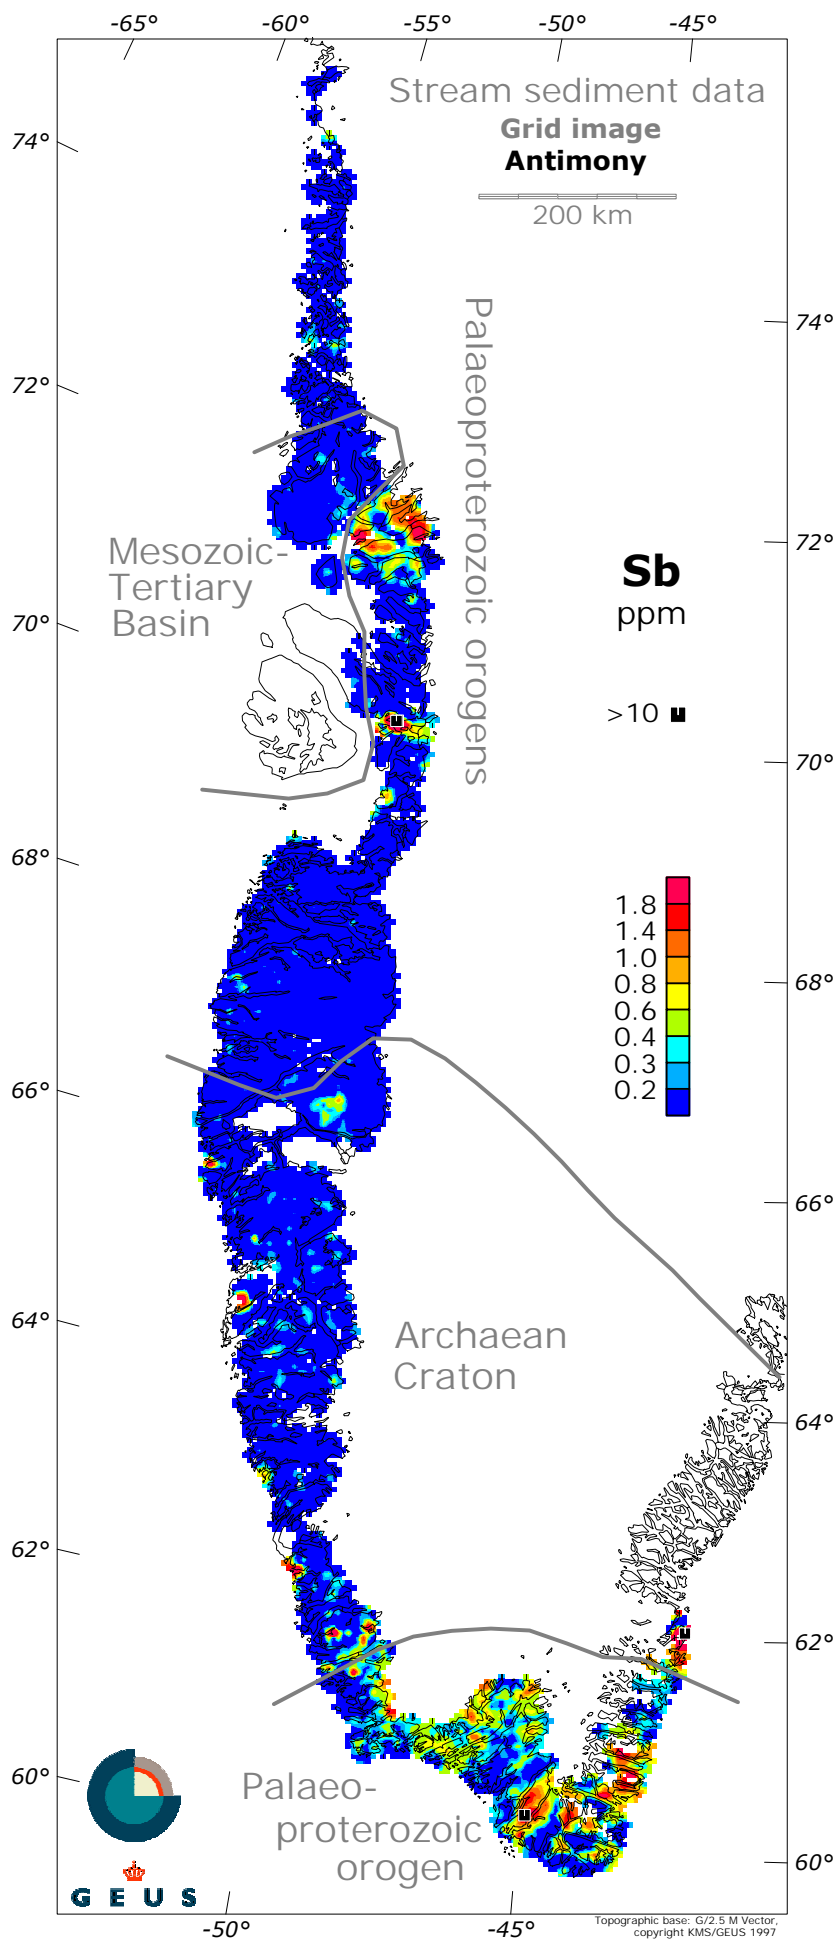 -65° -60° -55° -50° -45°
Stream sediment data
Grid image
Antimony
200 km
74°
74°
72°
Palaeoproterozoic orogens
72°
Mesozoic-
Tertiary
Basin
Sb
ppm
70°
>10
70°
68°
1.8
1.4
1.0
0.8
0.6
0.4
0.3
0.2
68°
66°
66°
64°
Archaean
Craton
64°
62°
62°
60°
Palaeo-
proterozoic
orogen
60°
GEUS
-50° -45°
Topographic base: G/2.5 M Vector,
copyright KMS/GEUS 1997